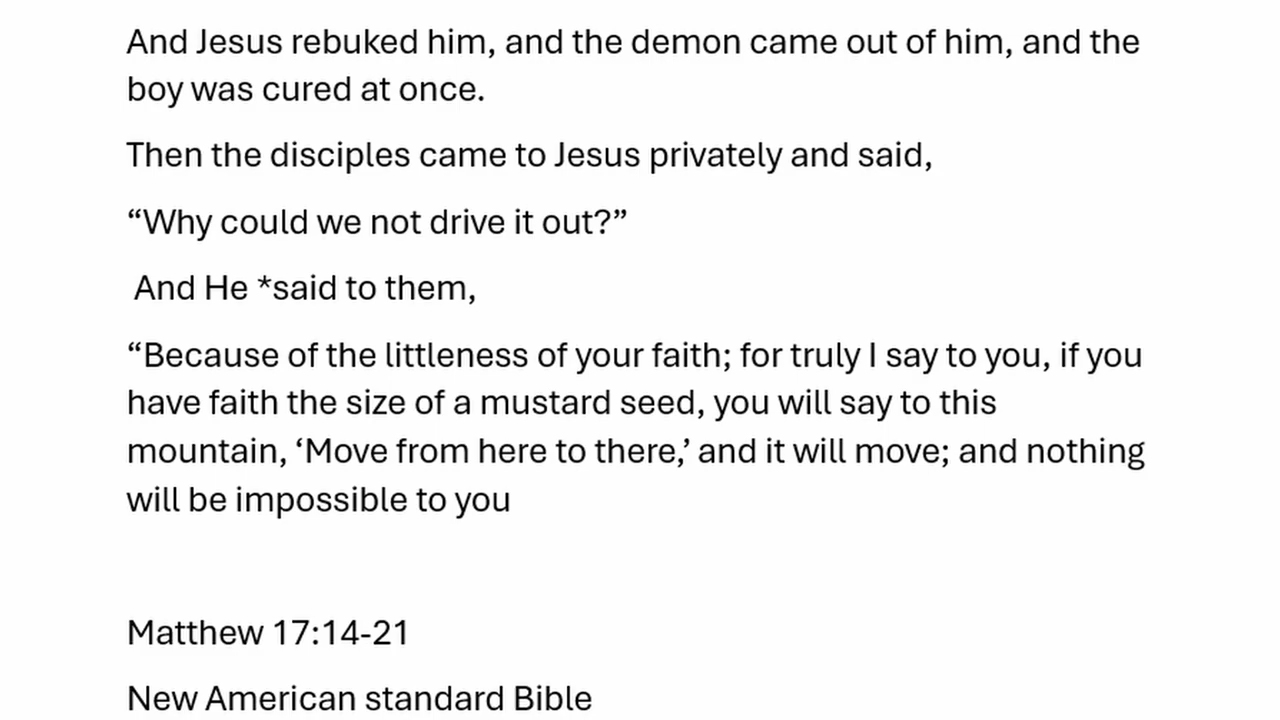 And Jesus rebuked him, and the demon came out of him, and the
boy was cured at once.
Then the disciples came to Jesus privately and said,
“Why could we not drive it out?”
And He *said to them,
“Because of the littleness of your faith; for truly I say to you, if you
have faith the size of a mustard seed, you will say to this
mountain, ‘Move from here to there,’ and it will move; and nothing
will be impossible to you
Matthew 17:14-21
New American standard Bible